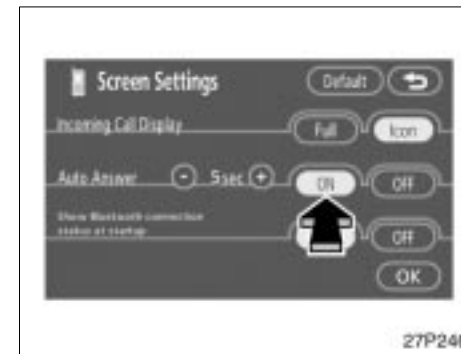 Screen Settings Default
Incoming Call Display Full Icon
Auto Answer - 5sec + ON OFF
Show Bluetooth connection
status at startup OFF
OK
27P246